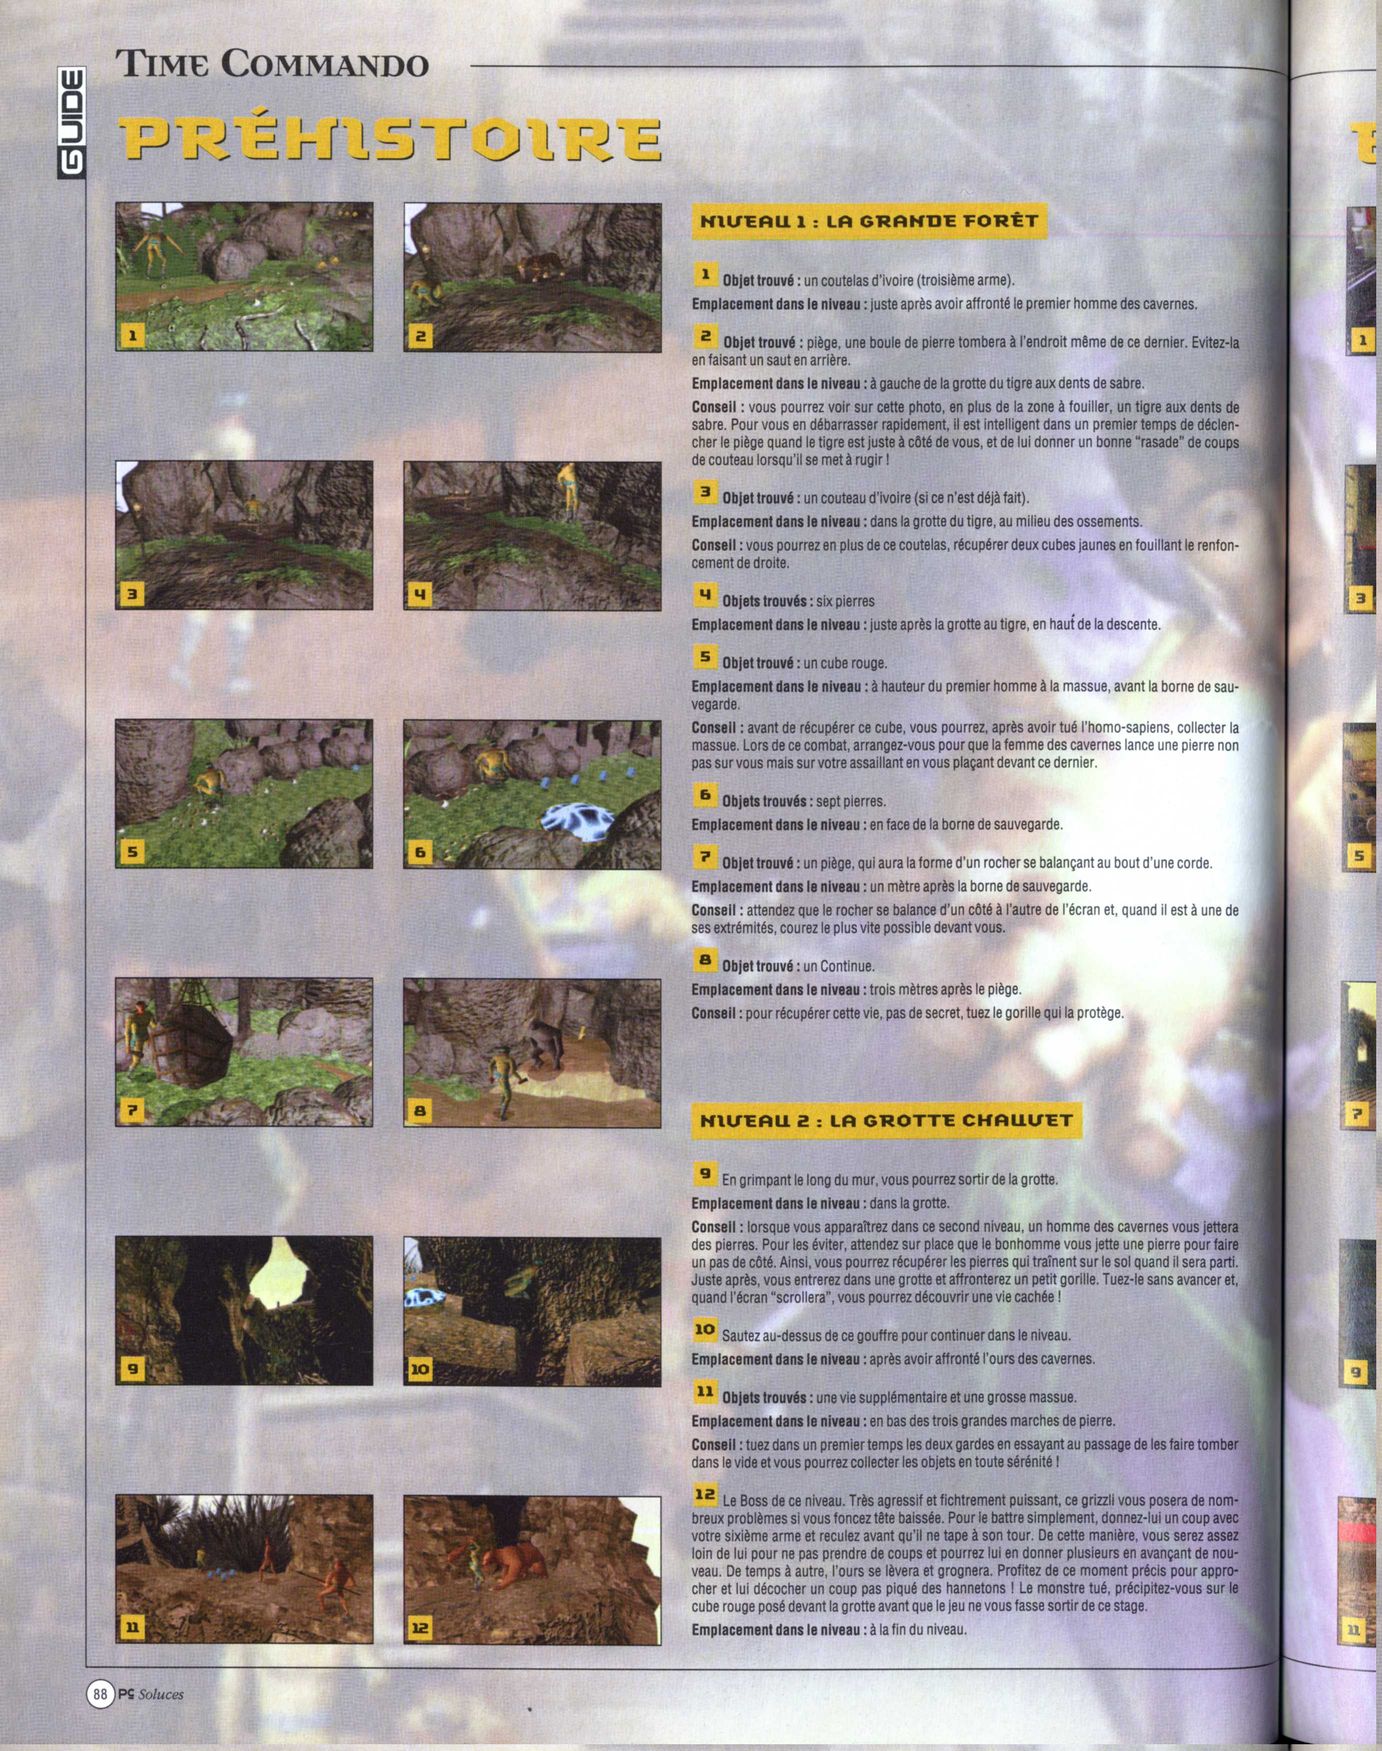 TIME COMMANDO
GUIDE
PRÉHISTOIRE
1
2
3
4
5
6
7
8
9
10
11
12
NIVEAU 1 : LA GRANDE FORÊT
1 Objet trouvé : un coutelas d'ivoire (troisième arme).
Emplacement dans le niveau : juste après avoir affronté le premier homme des cavernes.
2 Objet trouvé : piège, une boule de pierre tombera à l'endroit même de ce dernier. Evitez-la
en faisant un saut en arrière.
Emplacement dans le niveau : à gauche de la grotte du tigre aux dents de sabre.
Conseil : vous pourrez voir sur cette photo, en plus de la zone à fouiller, un tigre aux dents de
sabre. Pour vous en débarrasser rapidement, il est intelligent dans un premier temps de déclen-
cher le piège quand le tigre est juste à côté de vous, et de lui donner un bonne “rasade” de coups
de couteau lorsqu'il se met à rugir !
3 Objet trouvé : un couteau d'ivoire (si ce n'est déjà fait).
Emplacement dans le niveau : dans la grotte du tigre, au milieu des ossements.
Conseil : vous pourrez en plus de ce coutelas, récupérer deux cubes jaunes en fouillant le renfon-
cement de droite.
4 Objets trouvés : six pierres
Emplacement dans le niveau : juste après la grotte au tigre, en haut de la descente.
5 Objet trouvé : un cube rouge.
Emplacement dans le niveau : à hauteur du premier homme à la massue, avant la borne de sau-
vegarde.
Conseil : avant de récupérer ce cube, vous pourrez, après avoir tué l'homo-sapiens, collecter la
massue. Lors de ce combat, arrangez-vous pour que la femme des cavernes lance une pierre non
pas sur vous mais sur votre assaillant en vous plaçant devant ce dernier.
6 Objets trouvés : sept pierres.
Emplacement dans le niveau : en face de la borne de sauvegarde.
7 Objet trouvé : un piège, qui aura la forme d'un rocher se balançant au bout d'une corde.
Emplacement dans le niveau : un mètre après la borne de sauvegarde.
Conseil : attendez que le rocher se balance d'un côté à l'autre de l'écran et, quand il est à une de
ses extrémités, courez le plus vite possible devant vous.
8 Objet trouvé : un Continue.
Emplacement dans le niveau : trois mètres après le piège.
Conseil : pour récupérer cette vie, pas de secret, tuez le gorille qui la protège.
NIVEAU 2 : LA GROTTE CHAUVET
9 En grimpant le long du mur, vous pourrez sortir de la grotte.
Emplacement dans le niveau : dans la grotte.
Conseil : lorsque vous apparaîtrez dans ce second niveau, un homme des cavernes vous jettera
des pierres. Pour les éviter, attendez sur place que le bonhomme vous jette une pierre pour faire
un pas de côté. Ainsi, vous pourrez récupérer les pierres qui traînent sur le sol quand il sera parti.
Juste après, vous entrerez dans une grotte et affronterez un petit gorille. Tuez-le sans avancer et,
quand l'écran “scrollera”, vous pourrez découvrir une vie cachée !
10 Sautez au-dessus de ce gouffre pour continuer dans le niveau.
Emplacement dans le niveau : après avoir affronté l'ours des cavernes.
11 Objets trouvés : une vie supplémentaire et une grosse massue.
Emplacement dans le niveau : en bas des trois grandes marches de pierre.
Conseil : tuez dans un premier temps les deux gardes en essayant au passage de les faire tomber
dans le vide et vous pourrez collecter les objets en toute sérénité !
12 Le Boss de ce niveau. Très agressif et fichtrement puissant, ce grizzli vous posera de nom-
breux problèmes si vous foncez tête baissée. Pour le battre simplement, donnez-lui un coup avec
votre sixième arme et reculez avant qu'il ne tape à son tour. De cette manière, vous serez assez
loin de lui pour ne pas prendre de coups et pourrez lui en donner plusieurs en avançant de nou-
veau. De temps à autre, l'ours se lèvera et grognera. Profitez de ce moment précis pour appro-
cher et lui décocher un coup pas piqué des hannetons ! Le monstre tué, précipitez-vous sur le
cube rouge posé devant la grotte avant que le jeu ne vous fasse sortir de ce stage.
Emplacement dans le niveau : à la fin du niveau.
88 PC Soluces
1
3
5
7
9
11